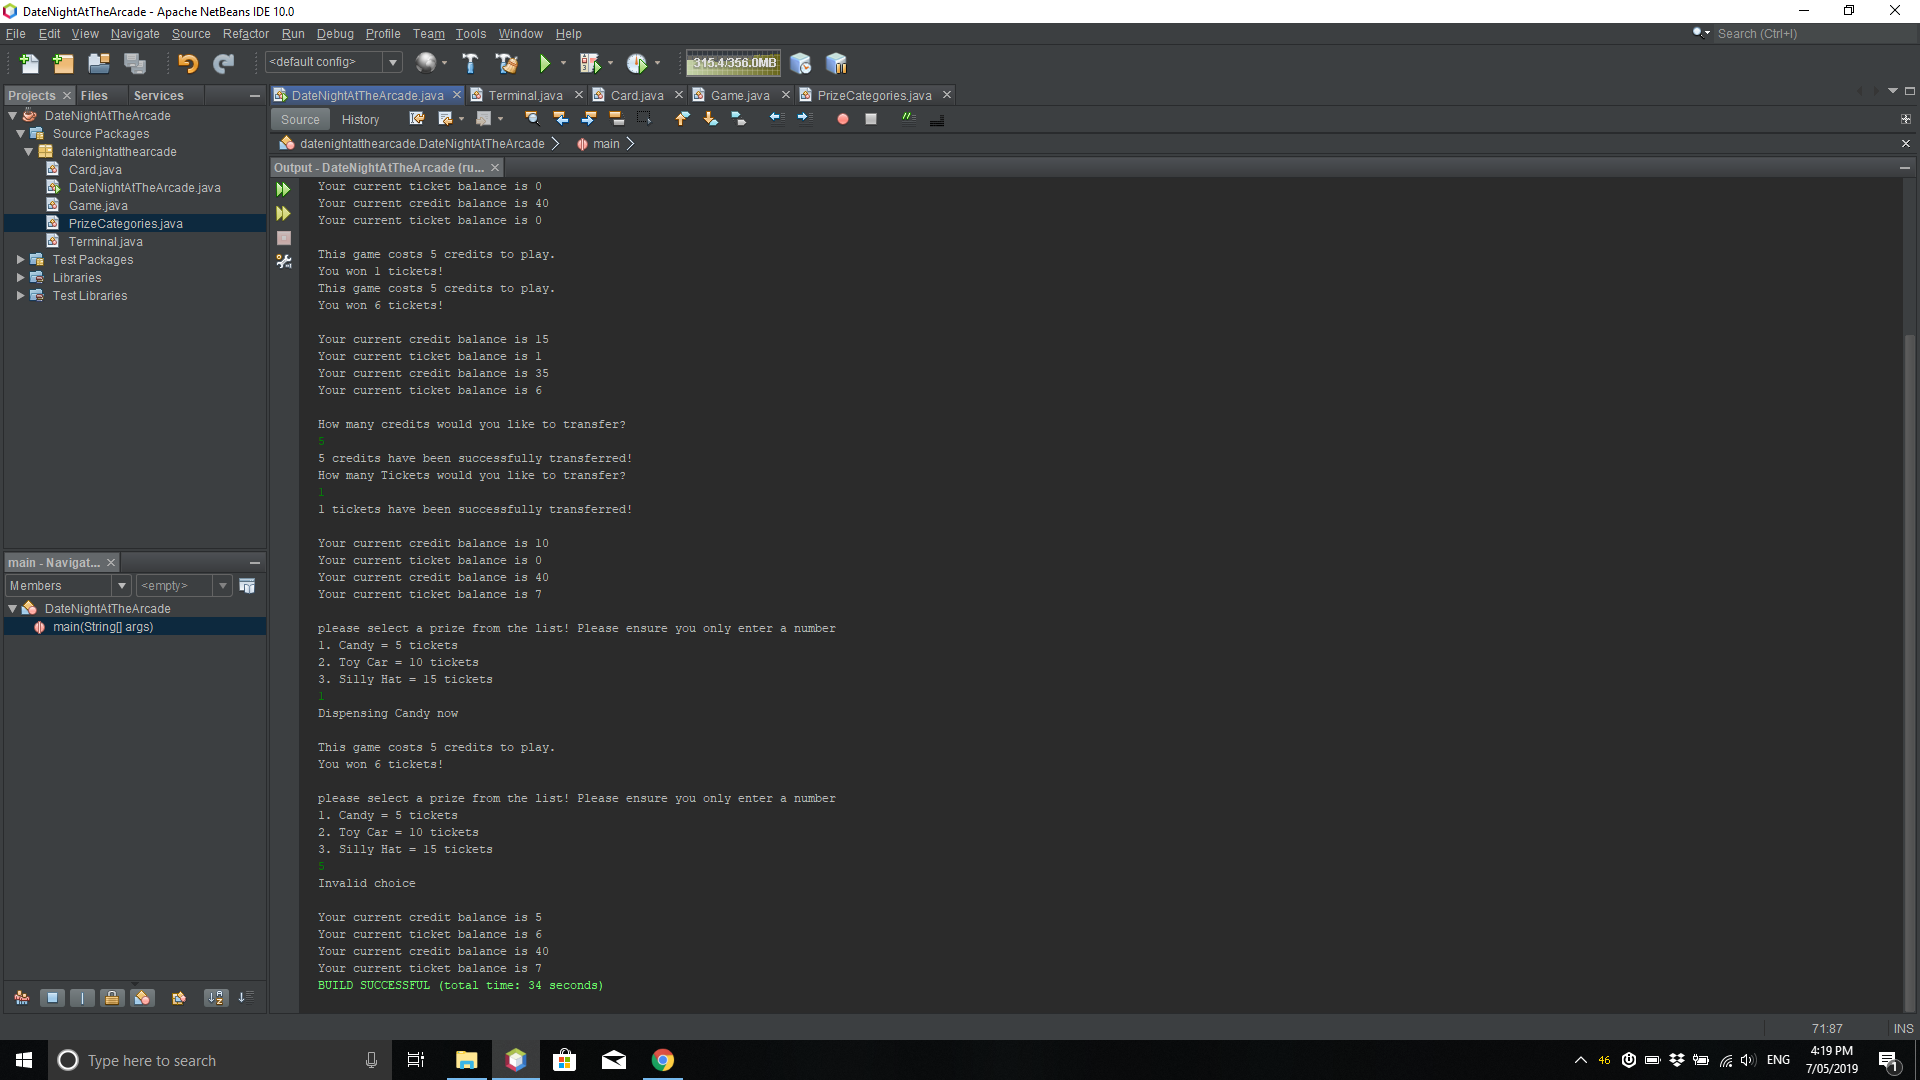 DateNightAtTheArcade - Apache NetBeans IDE 10.0
File Edit View Navigate Source Refactor Run Debug Profile Team Tools Window Help
Search (Ctrl+I)
<default config>
315.4/356.0MB
Projects Files Services
DateNightAtTheArcade.java Terminal.java Card.java Game.java PrizeCategories.java
Source History
datenightatthearcade.DateNightAtTheArcade main
DateNightAtTheArcade
Source Packages
datenightatthearcade
Card.java
DateNightAtTheArcade.java
Game.java
PrizeCategories.java
Terminal.java
Test Packages
Libraries
Test Libraries
main - Navigat...
Members <empty>
DateNightAtTheArcade
main(String[] args)
Output - DateNightAtTheArcade (ru...
Your current ticket balance is 0
Your current credit balance is 40
Your current ticket balance is 0
This game costs 5 credits to play.
You won 1 tickets!
This game costs 5 credits to play.
You won 6 tickets!
Your current credit balance is 15
Your current ticket balance is 1
Your current credit balance is 35
Your current ticket balance is 6
How many credits would you like to transfer?
5
5 credits have been successfully transferred!
How many Tickets would you like to transfer?
1
1 tickets have been successfully transferred!
Your current credit balance is 10
Your current ticket balance is 0
Your current credit balance is 40
Your current ticket balance is 7
please select a prize from the list! Please ensure you only enter a number
1. Candy = 5 tickets
2. Toy Car = 10 tickets
3. Silly Hat = 15 tickets
1
Dispensing Candy now
This game costs 5 credits to play.
You won 6 tickets!
please select a prize from the list! Please ensure you only enter a number
1. Candy = 5 tickets
2. Toy Car = 10 tickets
3. Silly Hat = 15 tickets
5
Invalid choice
Your current credit balance is 5
Your current ticket balance is 6
Your current credit balance is 40
Your current ticket balance is 7
BUILD SUCCESSFUL (total time: 34 seconds)
71:87 INS
Type here to search
46
ENG
4:19 PM
7/05/2019
1